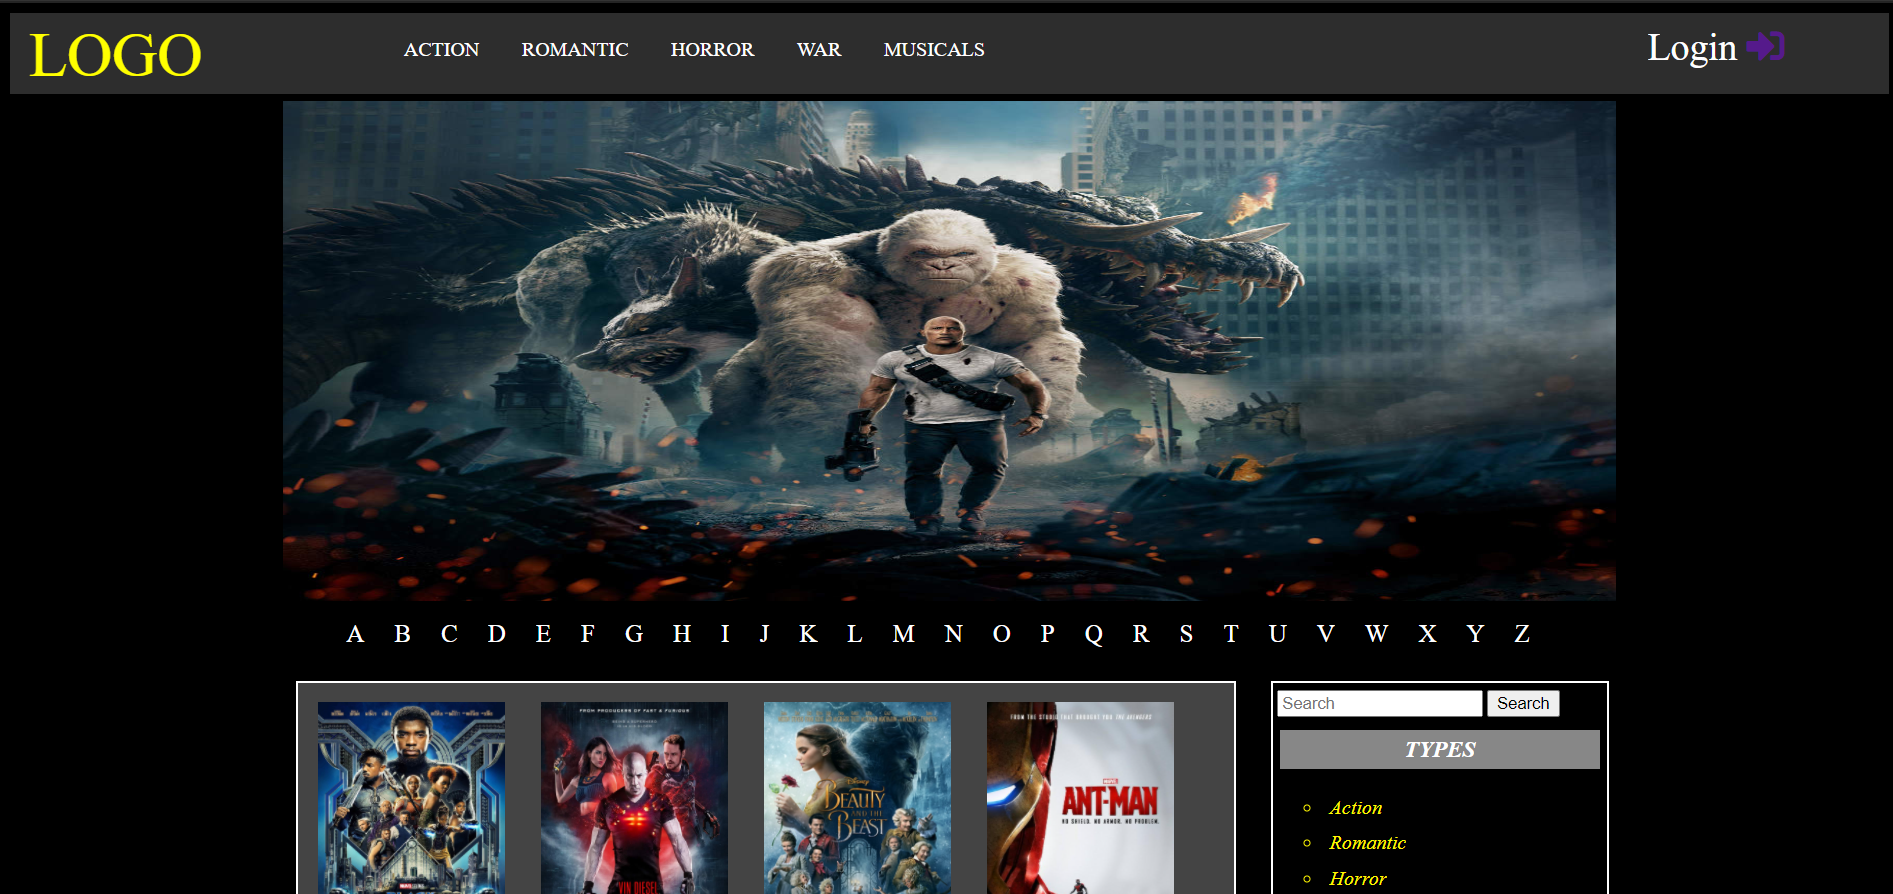 LOGO
ACTION ROMANTIC HORROR WAR MUSICALS
Login
A B C D E F G H I J K L M N O P Q R S T U V W X Y Z
FROM PRODUCERS OF FAST & FURIOUS
VIN DIESEL
Disney
BEAUTY
AND THE
BEAST
FROM THE STUDIO THAT BROUGHT YOU THE AVENGERS
MARVEL
ANT-MAN
NO SHIELD. NO ARMOR. NO PROBLEM.
Search Search
TYPES
Action
Romantic
Horror